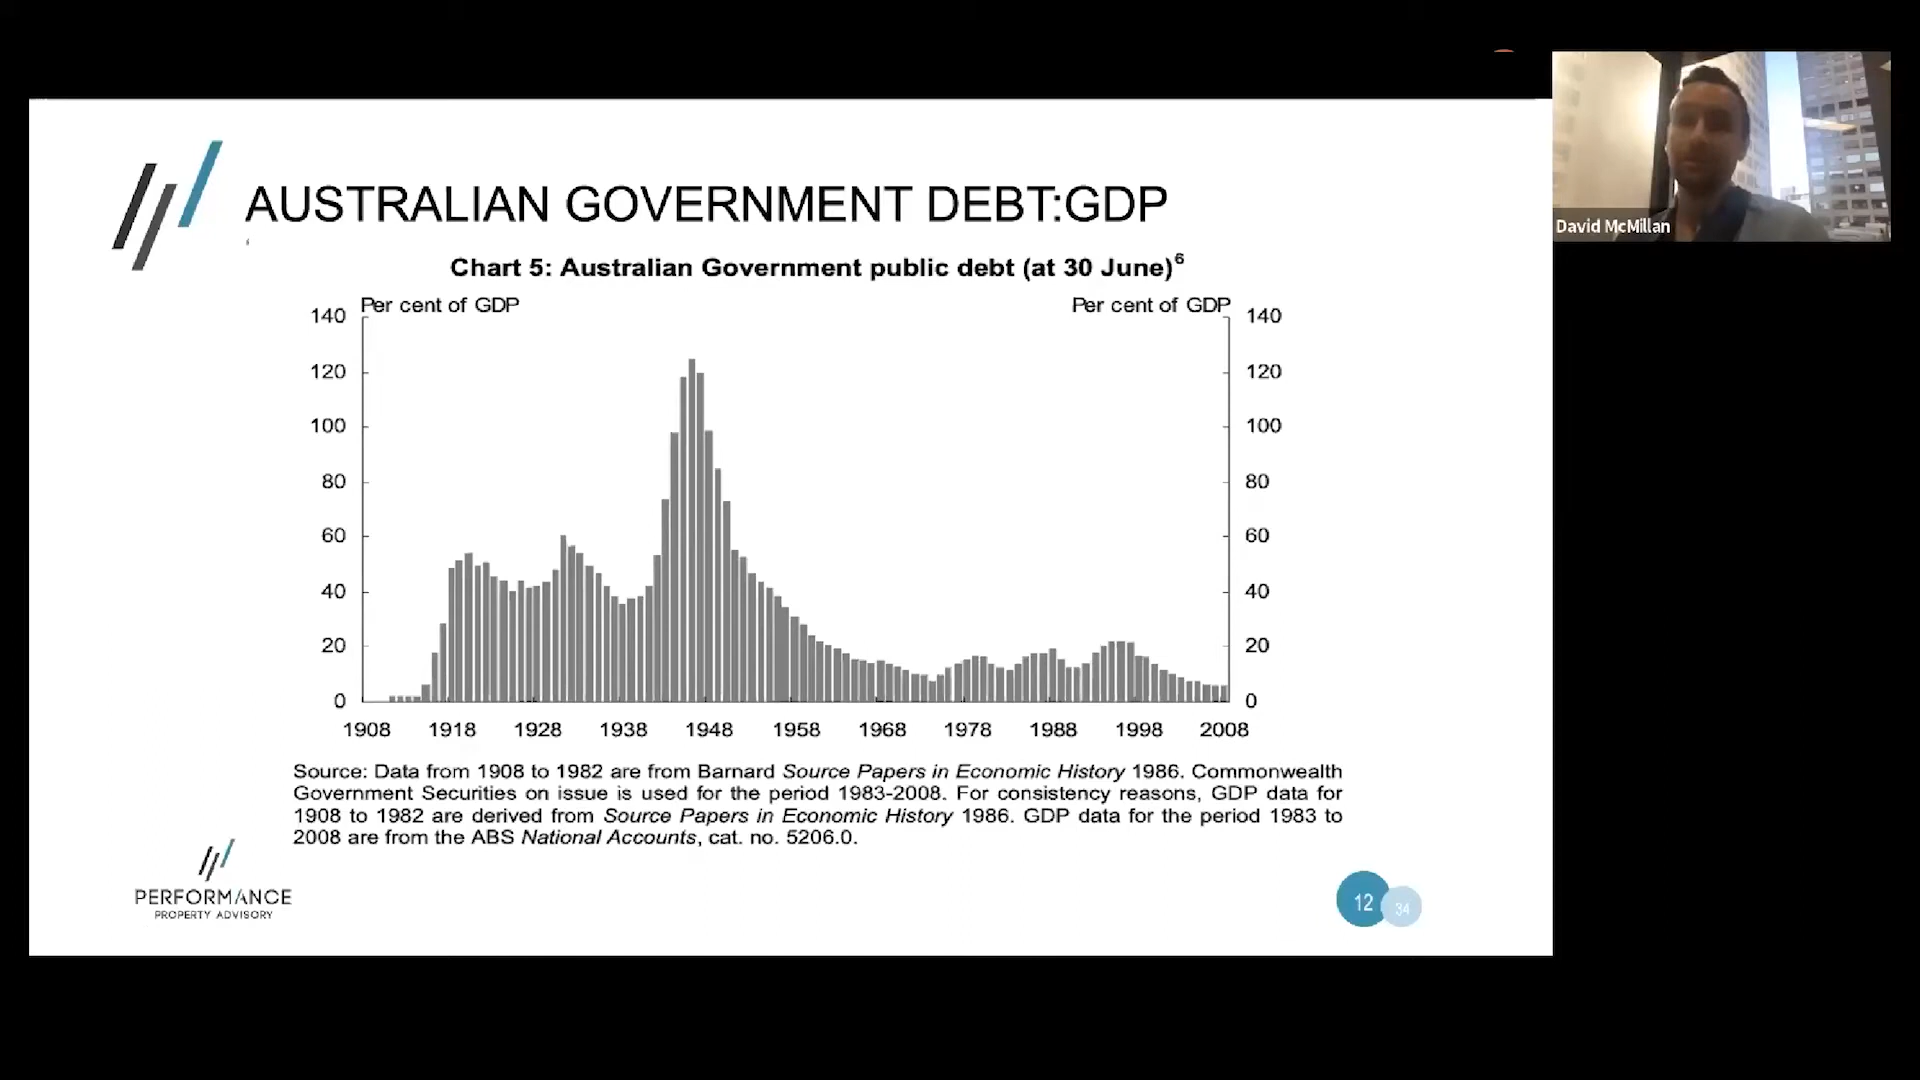 AUSTRALIAN GOVERNMENT DEBT:GDP
David McMillan
Chart 5: Australian Government public debt (at 30 June)⁶
Per cent of GDP Per cent of GDP
140 140
120 120
100 100
80 80
60 60
40 40
20 20
0 0
1908 1918 1928 1938 1948 1958 1968 1978 1988 1998 2008
Source: Data from 1908 to 1982 are from Barnard Source Papers in Economic History 1986. Commonwealth
Government Securities on issue is used for the period 1983-2008. For consistency reasons, GDP data for
1908 to 1982 are derived from Source Papers in Economic History 1986. GDP data for the period 1983 to
2008 are from the ABS National Accounts, cat. no. 5206.0.
PERFORMANCE
PROPERTY ADVISORY
12 34